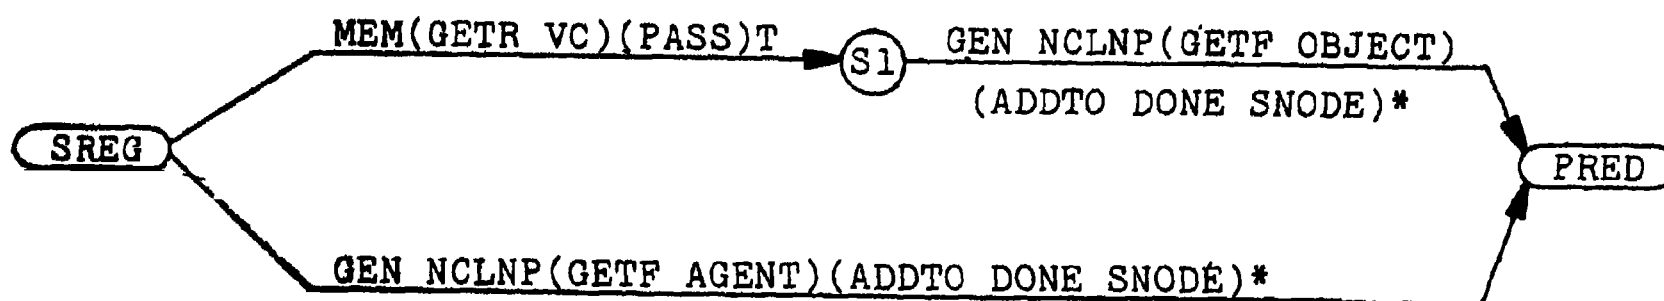 MEM(GETR VC)(PASS)T
S1
GEN NCLNP(GETF OBJECT)
(ADDTO DONE SNODE)*
SREG
PRED
GEN NCLNP(GETF AGENT)(ADDTO DONE SNODE)*